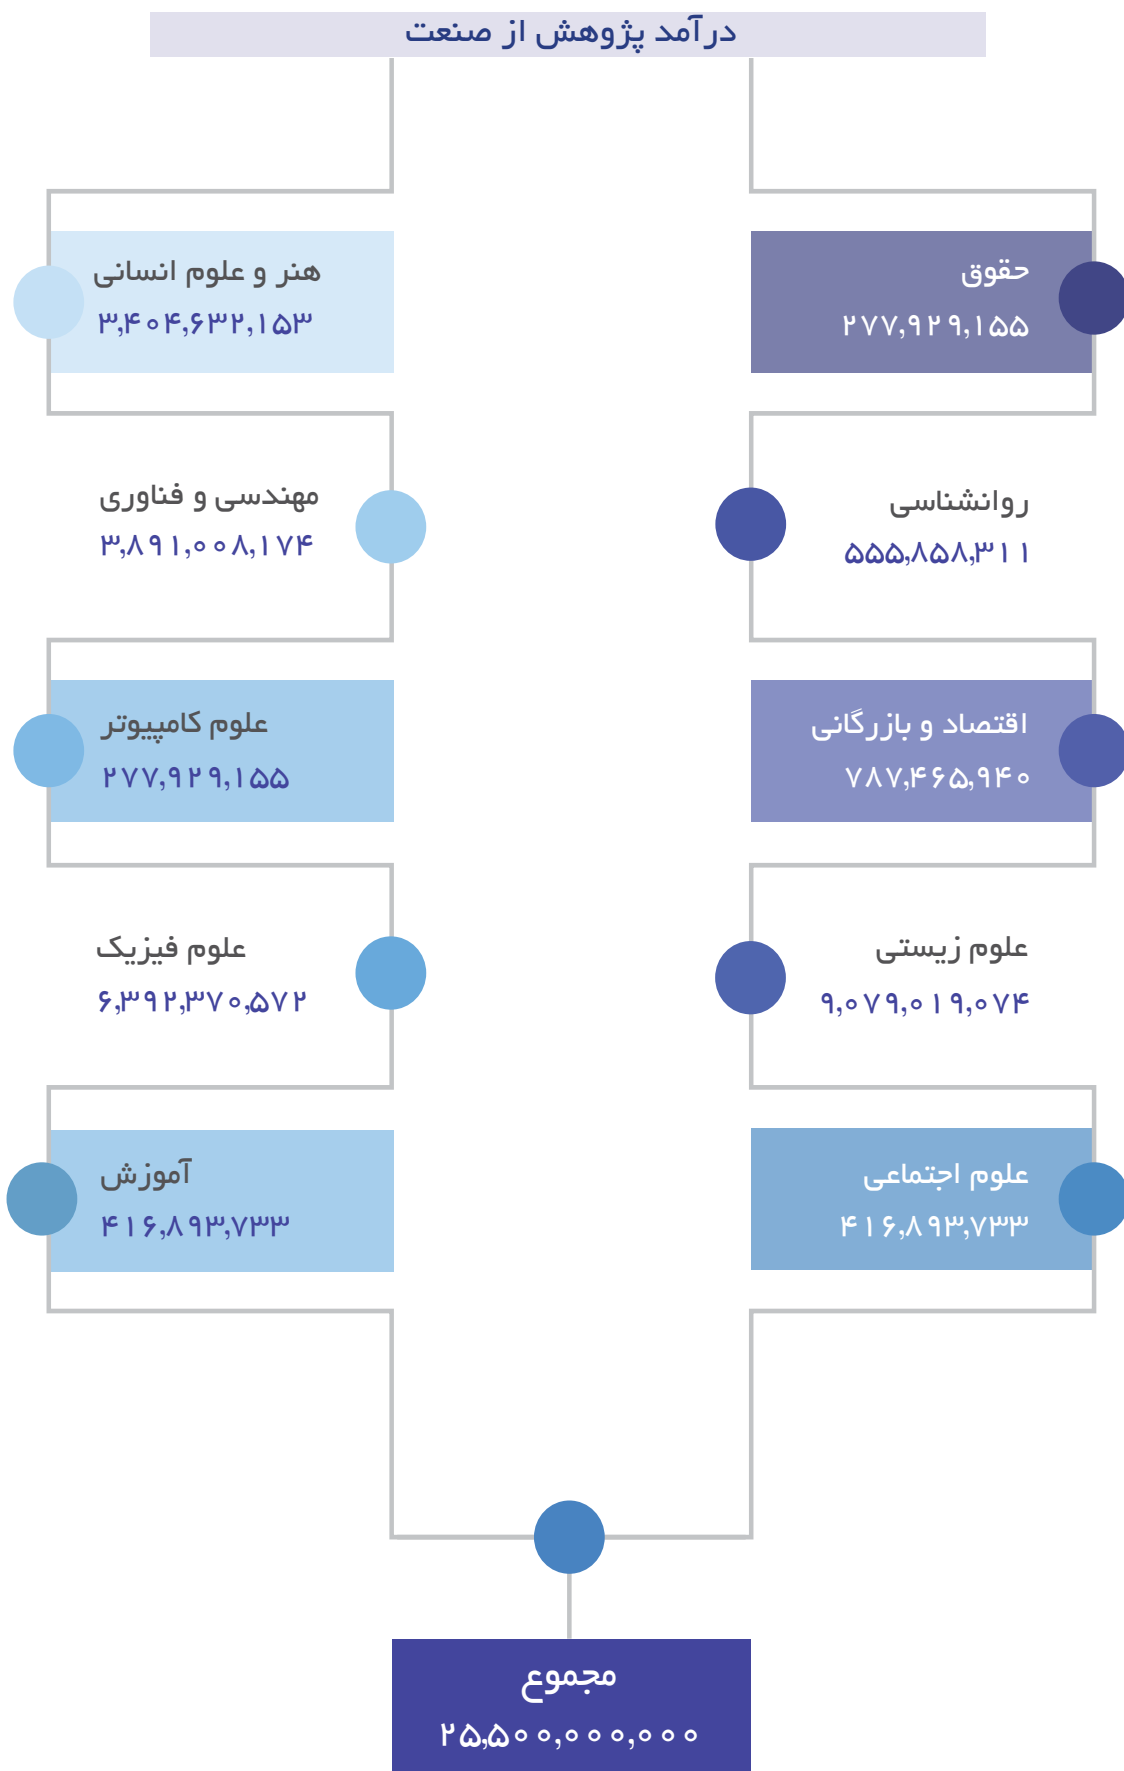 درآمد پژوهش از صنعت
حقوق
۲۷۷,۹۲۹,۱۵۵
هنر و علوم انسانی
۳,۴۰۴,۶۳۲,۱۵۳
روانشناسی
۵۵۵,۸۵۸,۳۱۱
مهندسی و فناوری
۳,۸۹۱,۰۰۸,۱۷۴
اقتصاد و بازرگانی
۷۸۷,۴۶۵,۹۴۰
علوم کامپیوتر
۲۷۷,۹۲۹,۱۵۵
علوم زیستی
۹,۰۷۹,۰۱۹,۰۷۴
علوم فیزیک
۶,۳۹۲,۳۷۰,۵۷۲
علوم اجتماعی
۴۱۶,۸۹۳,۷۳۳
آموزش
۴۱۶,۸۹۳,۷۳۳
مجموع
۲۵,۵۰۰,۰۰۰,۰۰۰